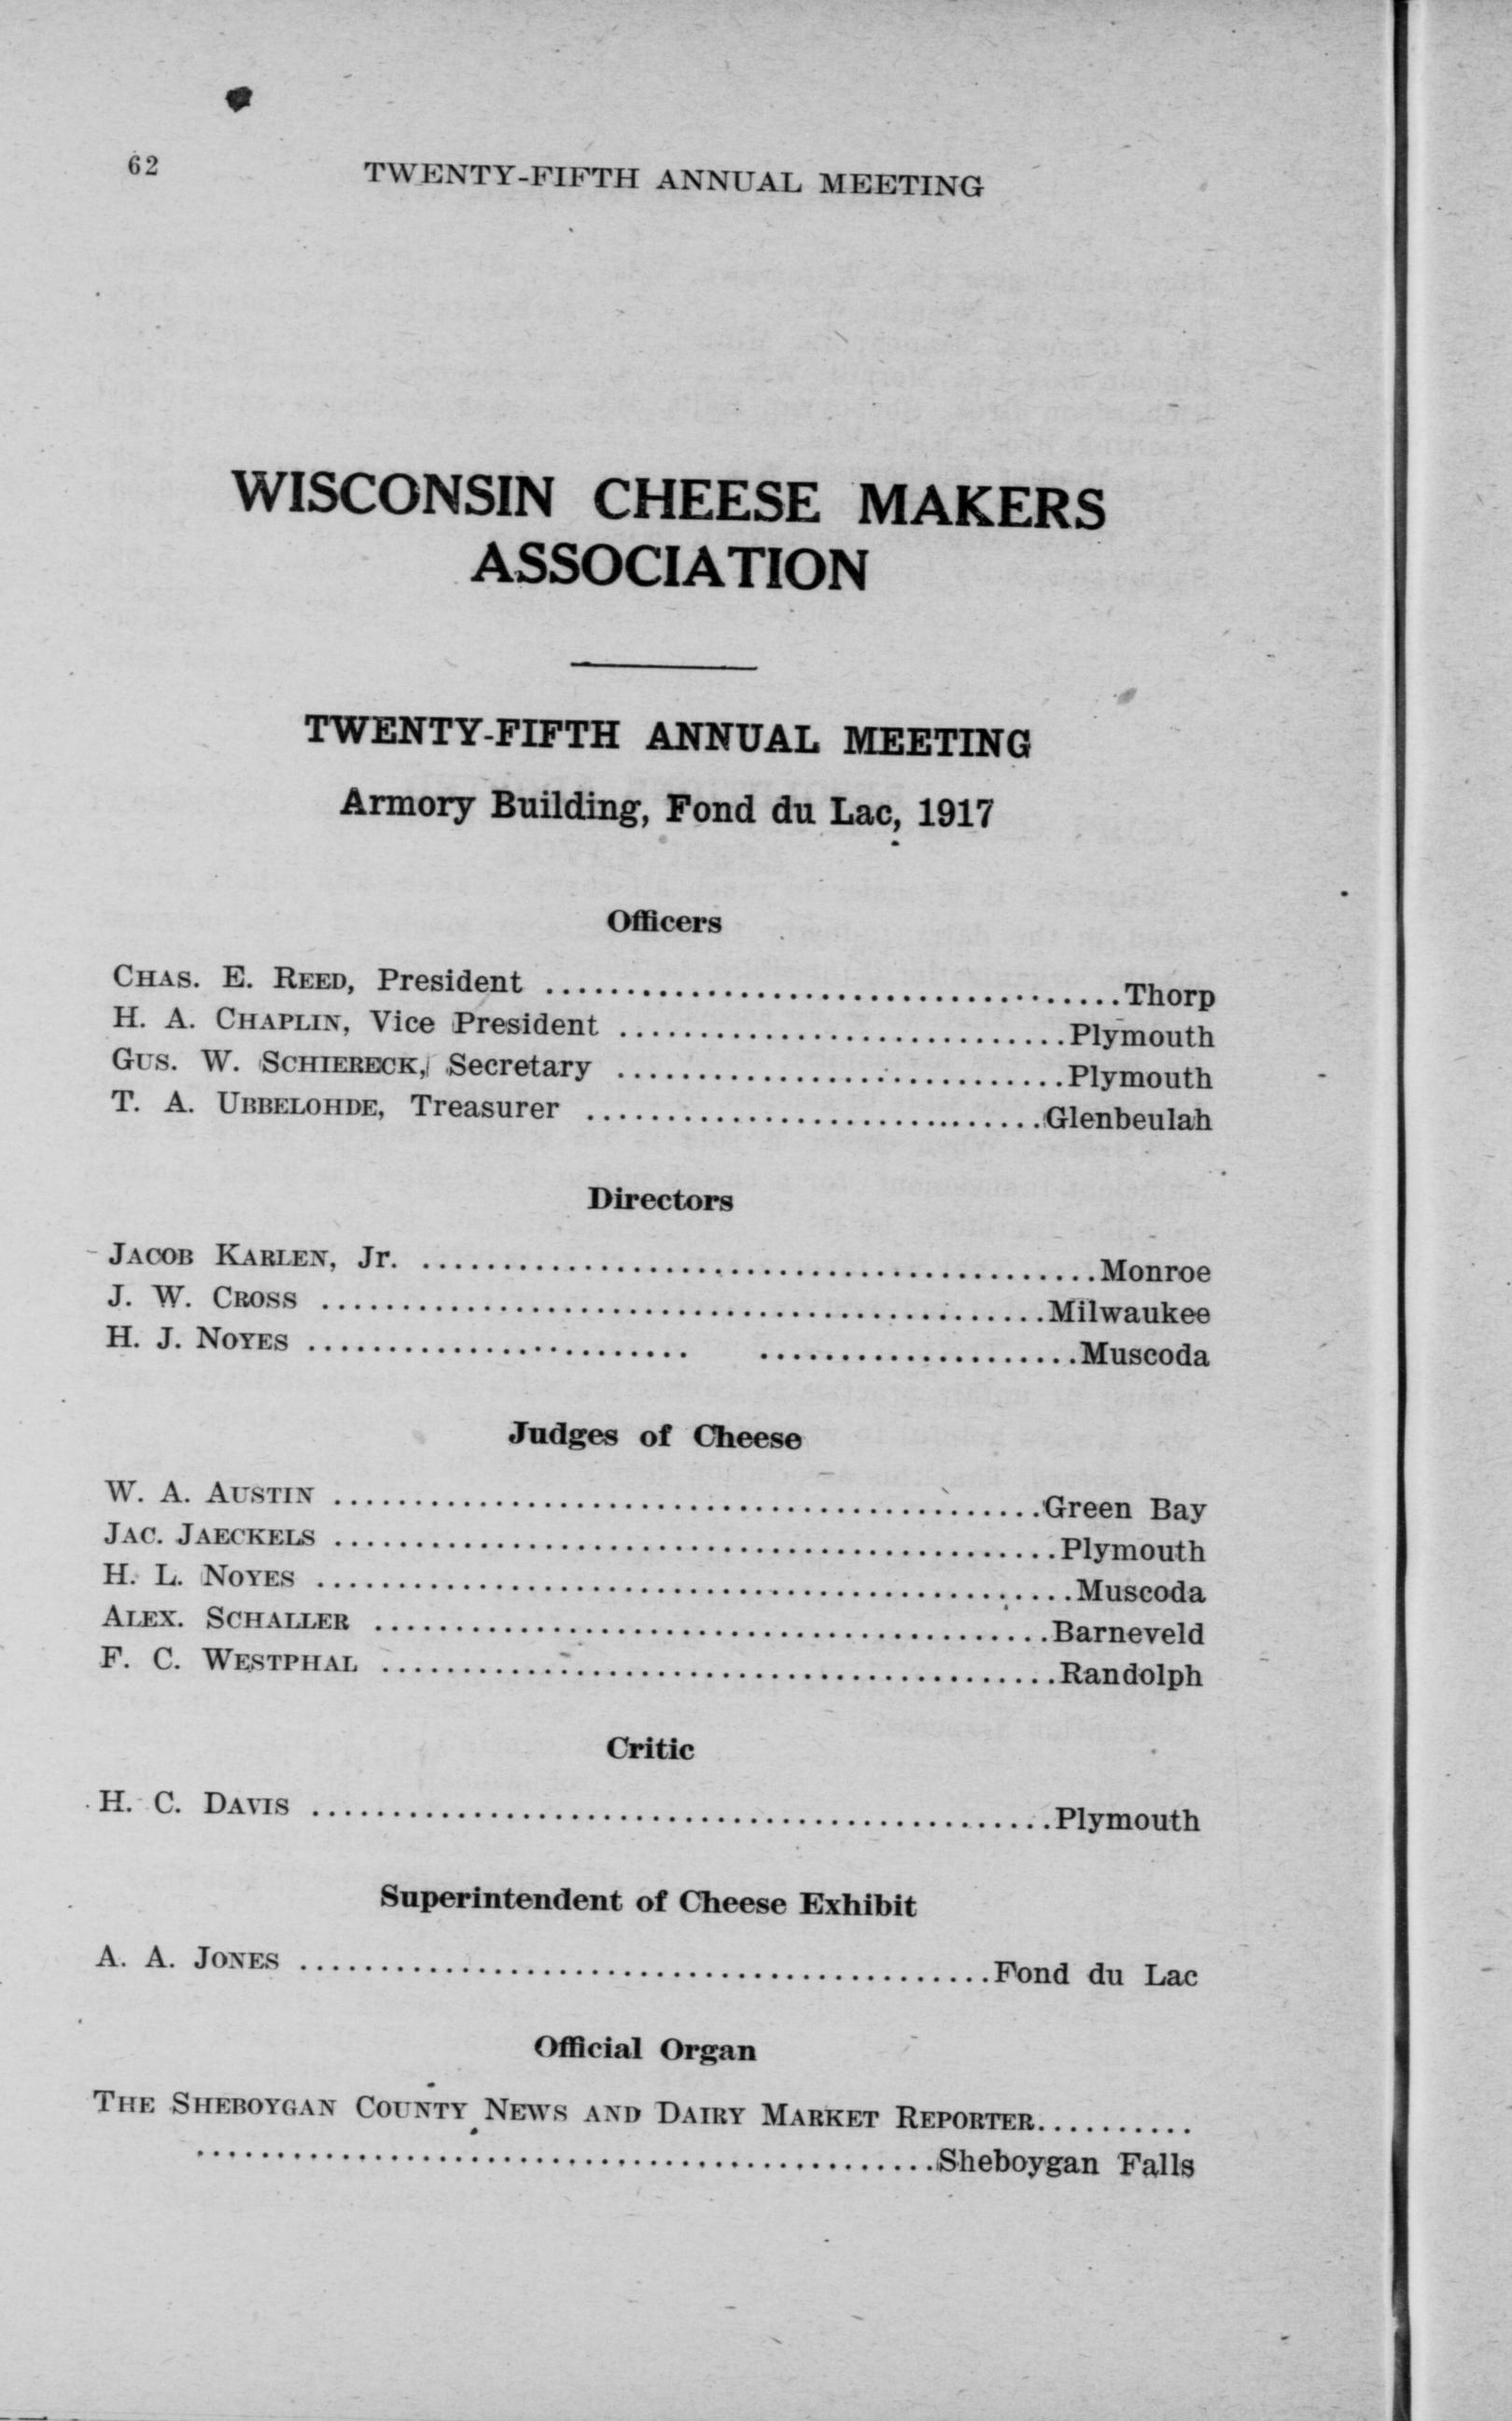 62
TWENTY-FIFTH ANNUAL MEETING
WISCONSIN CHEESE MAKERS
ASSOCIATION
TWENTY-FIFTH ANNUAL MEETING
Armory Building, Fond du Lac, 1917
Officers
CHAS. E. REED, President ....................................Thorp
H. A. CHAPLIN, Vice President ............................Plymouth
GUS. W. SCHIERECK, Secretary ............................Plymouth
T. A. UBBELOHDE, Treasurer ............................Glenbeulah
Directors
JACOB KARLEN, Jr. ..........................................Monroe
J. W. CROSS .............................................Milwaukee
H. J. NOYES ........................ ....................Muscoda
Judges of Cheese
W. A. AUSTIN ............................................Green Bay
JAC. JAECKELS .............................................Plymouth
H. L. NOYES ...............................................Muscoda
ALEX. SCHALLER ..........................................Barneveld
F. C. WESTPHAL ..........................................Randolph
Critic
H. C. DAVIS ..............................................Plymouth
Superintendent of Cheese Exhibit
A. A. JONES ...........................................Fond du Lac
Official Organ
THE SHEBOYGAN COUNTY NEWS AND DAIRY MARKET REPORTER..........
..............................................Sheboygan Falls